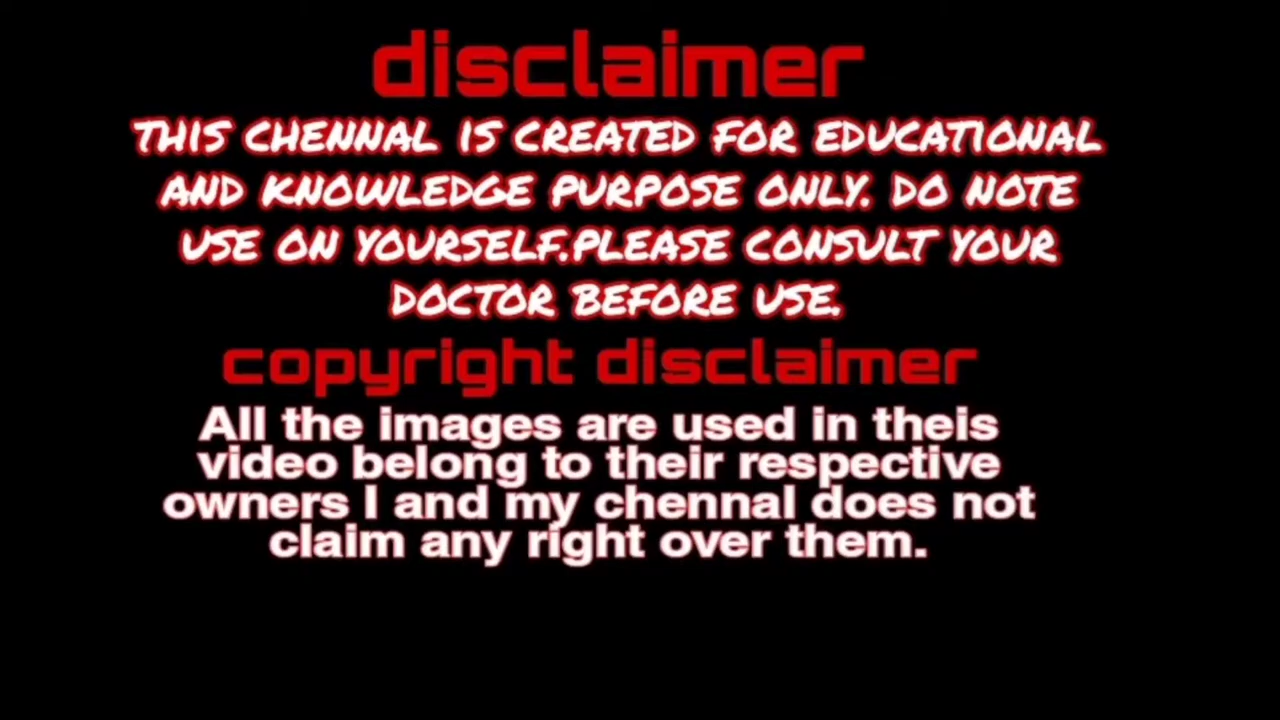 disclaimer
THIS CHENNAL IS CREATED FOR EDUCATIONAL
AND KNOWLEDGE PURPOSE ONLY. DO NOTE
USE ON YOURSELF.PLEASE CONSULT YOUR
DOCTOR BEFORE USE.
copyright disclaimer
All the images are used in theis
video belong to their respective
owners I and my chennal does not
claim any right over them.